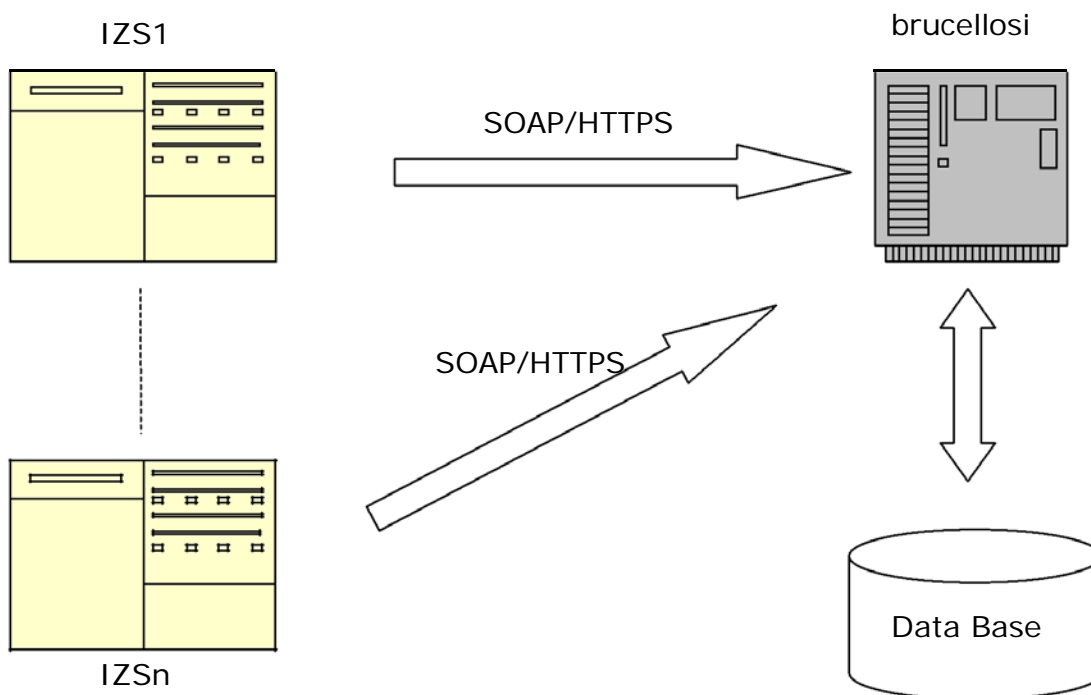 IZS1
brucellosi
SOAP/HTTPS
SOAP/HTTPS
Data Base
IZSn